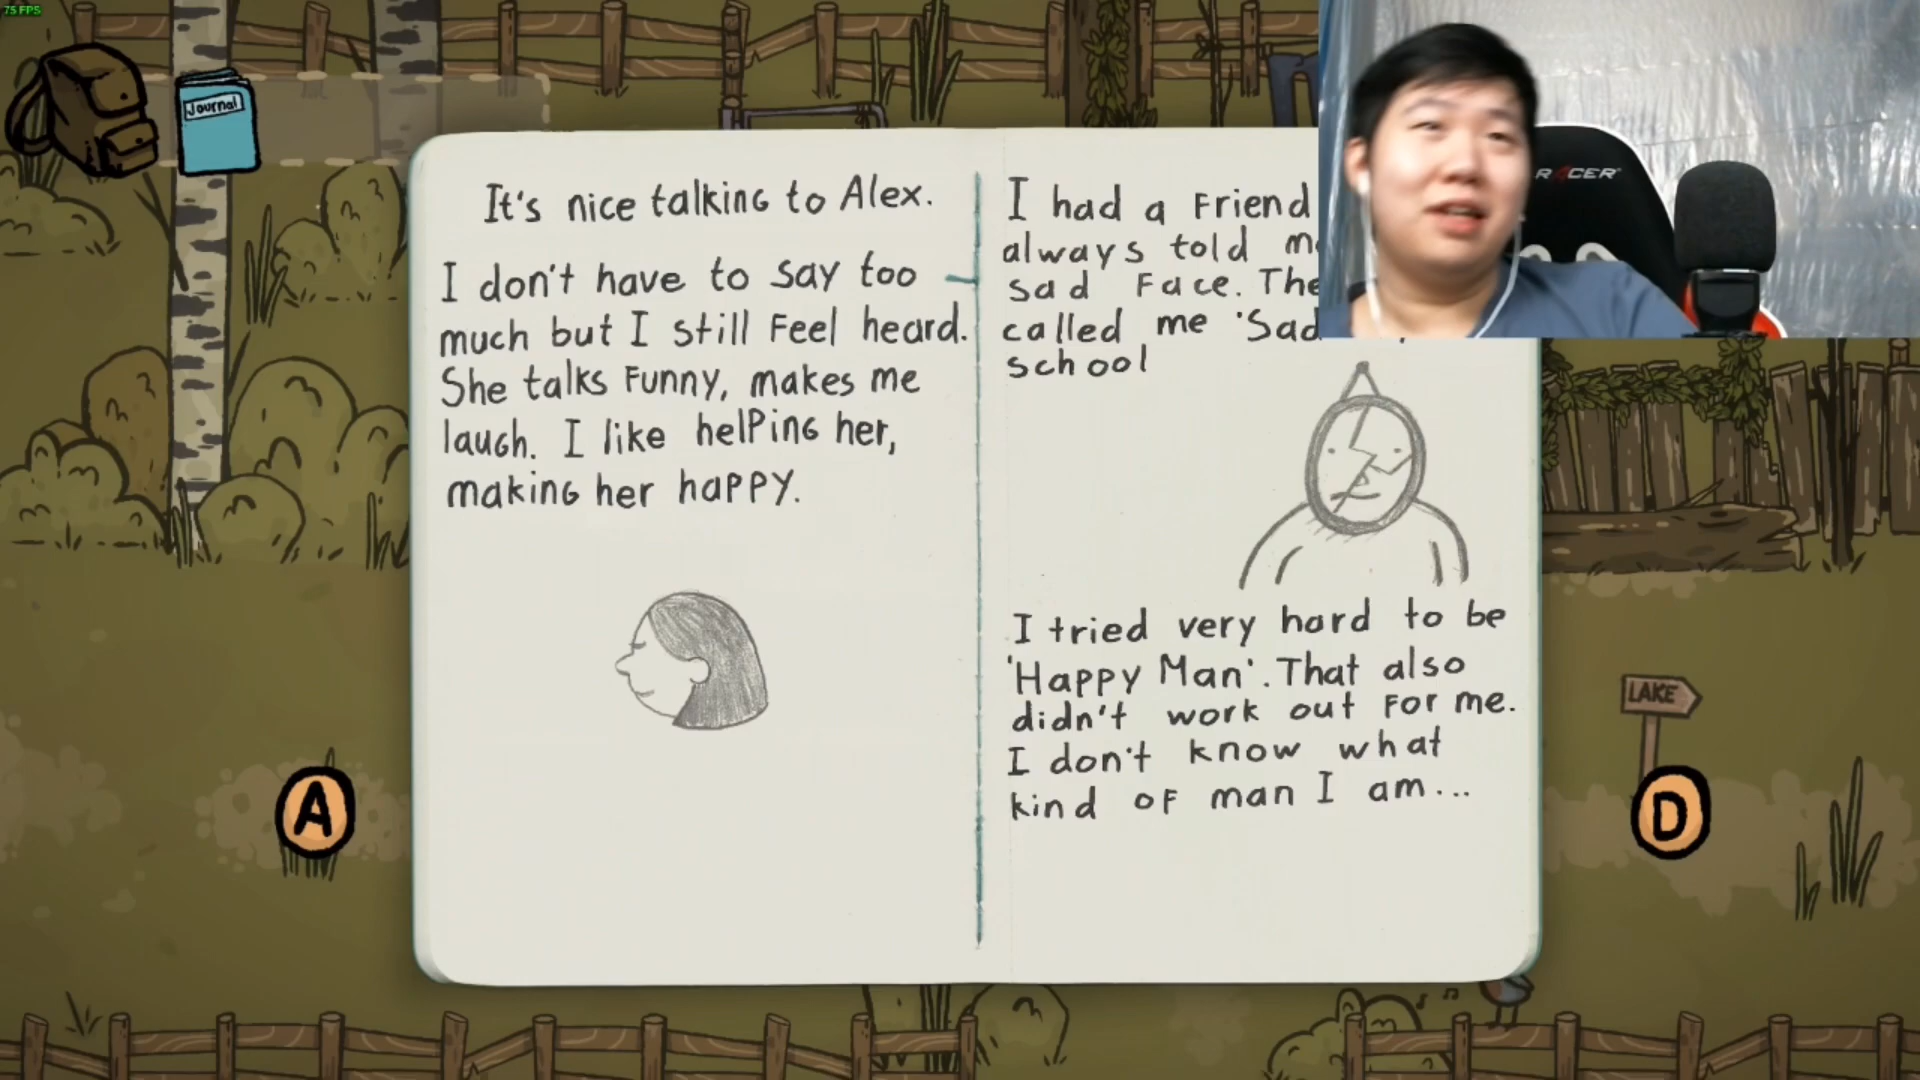 75 FPS
Journal
It's nice talking to Alex.
I don't have to say too
much but I still feel heard.
She talks funny, makes me
laugh. I like helping her,
making her happy.
I had a friend
always told
sad face.
called me 'Sad
school
I tried very hard to be
'Happy Man'. That also
didn't work out for me.
I don't know what
kind of man I am...
LAKE
A
D
R4CER